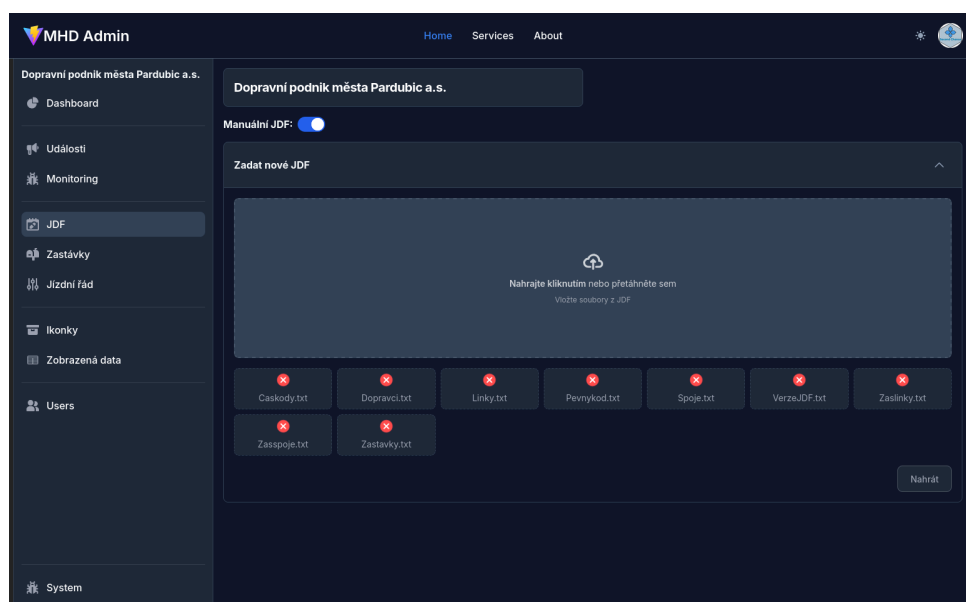 MHD Admin
Home Services About
Dopravní podnik města Pardubic a.s.
Dashboard
Události
Monitoring
JDF
Zastávky
Jízdní řád
Ikonky
Zobrazená data
Users
System
Dopravní podnik města Pardubic a.s.
Manuální JDF:
Zadat nové JDF
Nahrajte kliknutím nebo přetáhněte sem
Vložte soubory z JDF
Caskody.txt Dopravci.txt Linky.txt Pevnykod.txt Spoje.txt VerzeJDF.txt Zaslinky.txt
Zasspoje.txt Zastavky.txt
Nahrát